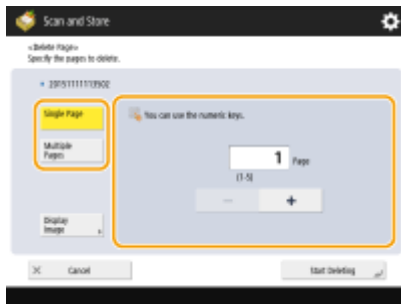 Scan and Store
<Delete Page>
Specify the pages to delete.
20151111113502
Single Page
You can use the numeric keys.
Multiple
Pages
1 Page
(1-5)
− +
Display
Image
× Cancel
Start Deleting